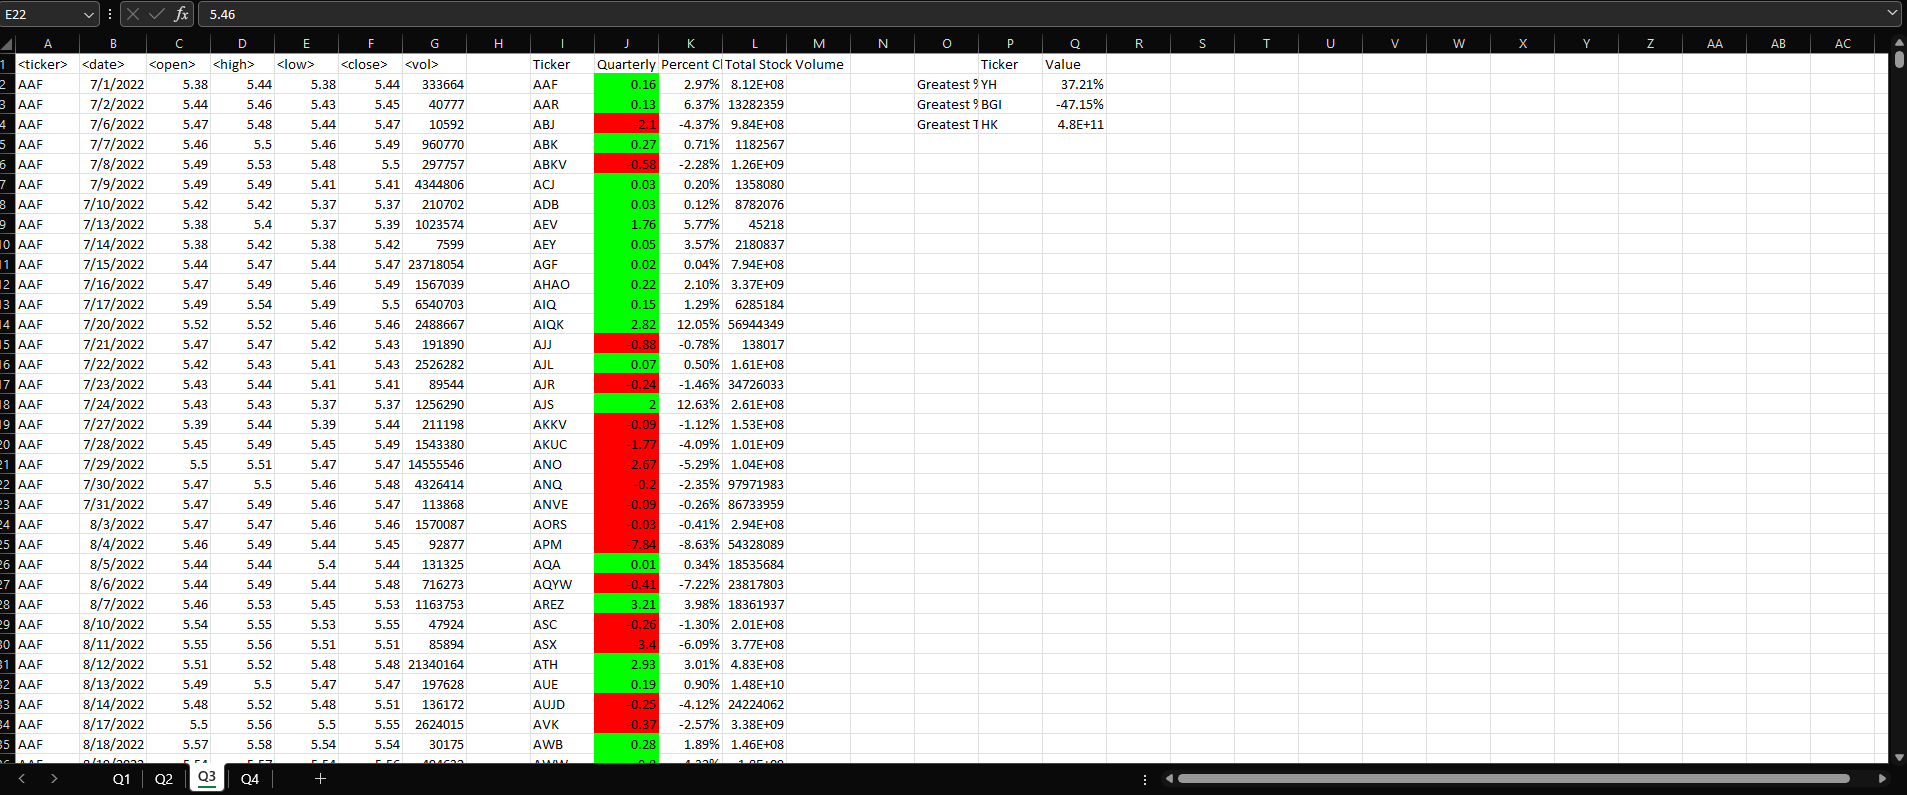 E22 fx 5.46
A B C D E F G H I J K L M N O P Q R S T U V W X Y Z AA AB AC
1 <ticker> <date> <open> <high> <low> <close> <vol> Ticker Quarterly Percent Cl Total Stock Volume Ticker Value
2 AAF 7/1/2022 5.38 5.44 5.38 5.44 333664 AAF 0.16 2.97% 8.12E+08 Greatest % YH 37.21%
3 AAF 7/2/2022 5.44 5.46 5.43 5.45 40777 AAR 0.13 6.37% 13282359 Greatest % BGI -47.15%
4 AAF 7/6/2022 5.47 5.48 5.44 5.47 10592 ABJ -2.1 -4.37% 9.84E+08 Greatest T HK 4.8E+11
5 AAF 7/7/2022 5.46 5.5 5.46 5.49 960770 ABK 0.27 0.71% 1182567
6 AAF 7/8/2022 5.49 5.53 5.48 5.5 297757 ABKV -0.58 -2.28% 1.26E+09
7 AAF 7/9/2022 5.49 5.49 5.41 5.41 4344806 ACJ 0.03 0.20% 1358080
8 AAF 7/10/2022 5.42 5.42 5.37 5.37 210702 ADB 0.03 0.12% 8782076
9 AAF 7/13/2022 5.38 5.4 5.37 5.39 1023574 AEV 1.76 5.77% 45218
10 AAF 7/14/2022 5.38 5.42 5.38 5.42 7599 AEY 0.05 3.57% 2180837
11 AAF 7/15/2022 5.44 5.47 5.44 5.47 23718054 AGF 0.02 0.04% 7.94E+08
12 AAF 7/16/2022 5.47 5.49 5.46 5.49 1567039 AHAO 0.22 2.10% 3.37E+09
13 AAF 7/17/2022 5.49 5.54 5.49 5.5 6540703 AIQ 0.15 1.29% 6285184
14 AAF 7/20/2022 5.52 5.52 5.46 5.46 2488667 AIQK 2.82 12.05% 56944349
15 AAF 7/21/2022 5.47 5.47 5.42 5.43 191890 AJJ -0.88 -0.78% 138017
16 AAF 7/22/2022 5.42 5.43 5.41 5.43 2526282 AJL 0.07 0.50% 1.61E+08
17 AAF 7/23/2022 5.43 5.44 5.41 5.41 89544 AJR -0.24 -1.46% 34726033
18 AAF 7/24/2022 5.43 5.43 5.37 5.37 1256290 AJS 2 12.63% 2.61E+08
19 AAF 7/27/2022 5.39 5.44 5.39 5.44 211198 AKKV -0.09 -1.12% 1.53E+08
20 AAF 7/28/2022 5.45 5.49 5.45 5.49 1543380 AKUC -1.77 -4.09% 1.01E+09
21 AAF 7/29/2022 5.5 5.51 5.47 5.47 14555546 ANO -2.67 -5.29% 1.04E+08
22 AAF 7/30/2022 5.47 5.5 5.46 5.48 4326414 ANQ -0.2 -2.35% 97971983
23 AAF 7/31/2022 5.47 5.49 5.46 5.47 113868 ANVE -0.09 -0.26% 86733959
24 AAF 8/3/2022 5.47 5.47 5.46 5.46 1570087 AORS -0.03 -0.41% 2.94E+08
25 AAF 8/4/2022 5.46 5.49 5.44 5.45 92877 APM -7.84 -8.63% 54328089
26 AAF 8/5/2022 5.44 5.44 5.4 5.44 131325 AQA 0.01 0.34% 18535684
27 AAF 8/6/2022 5.44 5.49 5.44 5.48 716273 AQYW -0.41 -7.22% 23817803
28 AAF 8/7/2022 5.46 5.53 5.45 5.53 1163753 AREZ 3.21 3.98% 18361937
29 AAF 8/10/2022 5.54 5.55 5.53 5.55 47924 ASC -0.26 -1.30% 2.01E+08
30 AAF 8/11/2022 5.55 5.56 5.51 5.51 85894 ASX -3.4 -6.09% 3.77E+08
31 AAF 8/12/2022 5.51 5.52 5.48 5.48 21340164 ATH 2.93 3.01% 4.83E+08
32 AAF 8/13/2022 5.49 5.5 5.47 5.47 197628 AUE 0.19 0.90% 1.48E+10
33 AAF 8/14/2022 5.48 5.52 5.48 5.51 136172 AUJD -0.25 -4.12% 24224062
34 AAF 8/17/2022 5.5 5.56 5.5 5.55 2624015 AVK -0.37 -2.57% 3.38E+09
35 AAF 8/18/2022 5.57 5.58 5.54 5.54 30175 AWB 0.28 1.89% 1.46E+08
Q1 Q2 Q3 Q4 +